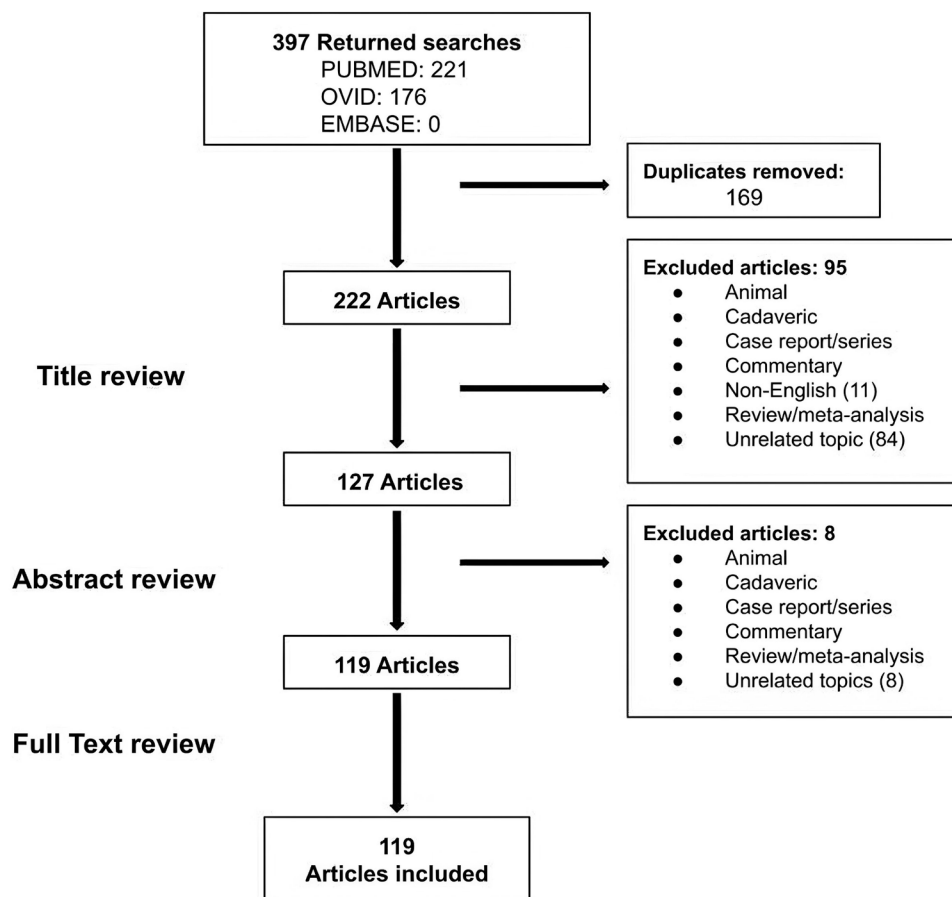 397 Returned searches
PUBMED: 221
OVID: 176
EMBASE: 0
Duplicates removed:
169
222 Articles
Title review
Excluded articles: 95
● Animal
● Cadaveric
● Case report/series
● Commentary
● Non-English (11)
● Review/meta-analysis
● Unrelated topic (84)
127 Articles
Abstract review
Excluded articles: 8
● Animal
● Cadaveric
● Case report/series
● Commentary
● Review/meta-analysis
● Unrelated topics (8)
119 Articles
Full Text review
119
Articles included